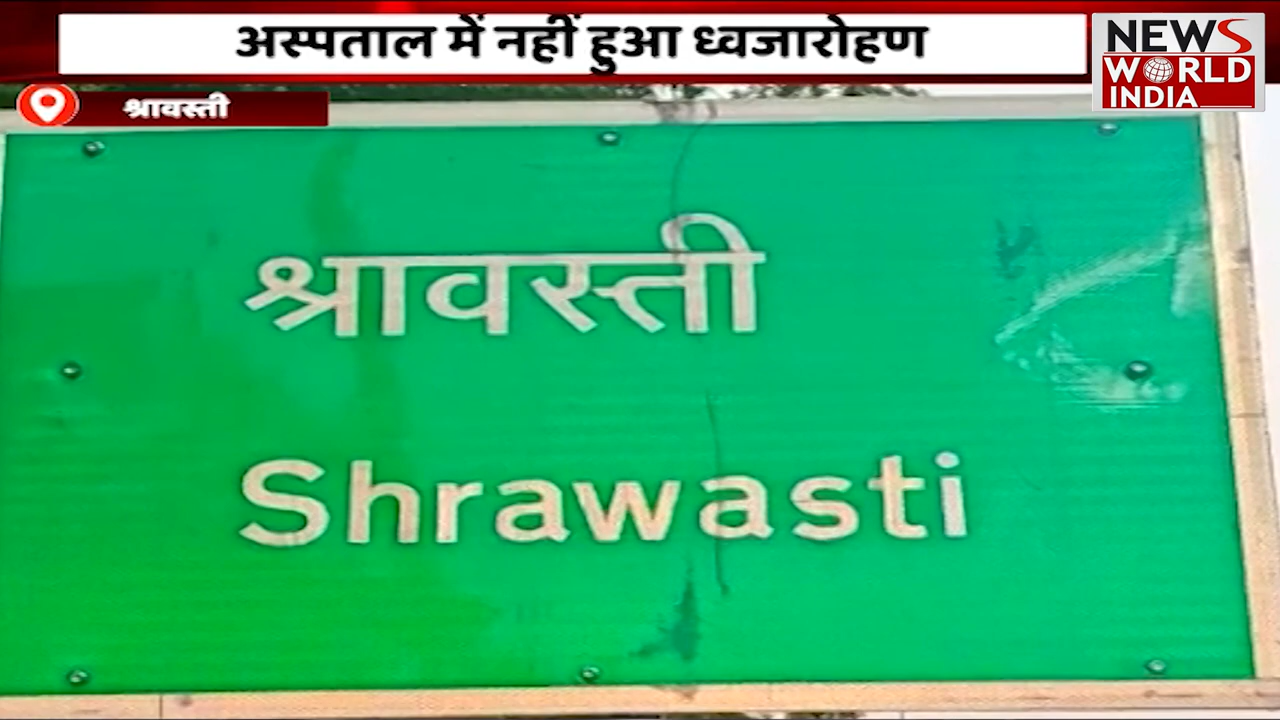 अस्पताल में नहीं हुआ ध्वजारोहण
NEWS
WORLD
INDIA
श्रावस्ती
श्रावस्ती
Shrawasti